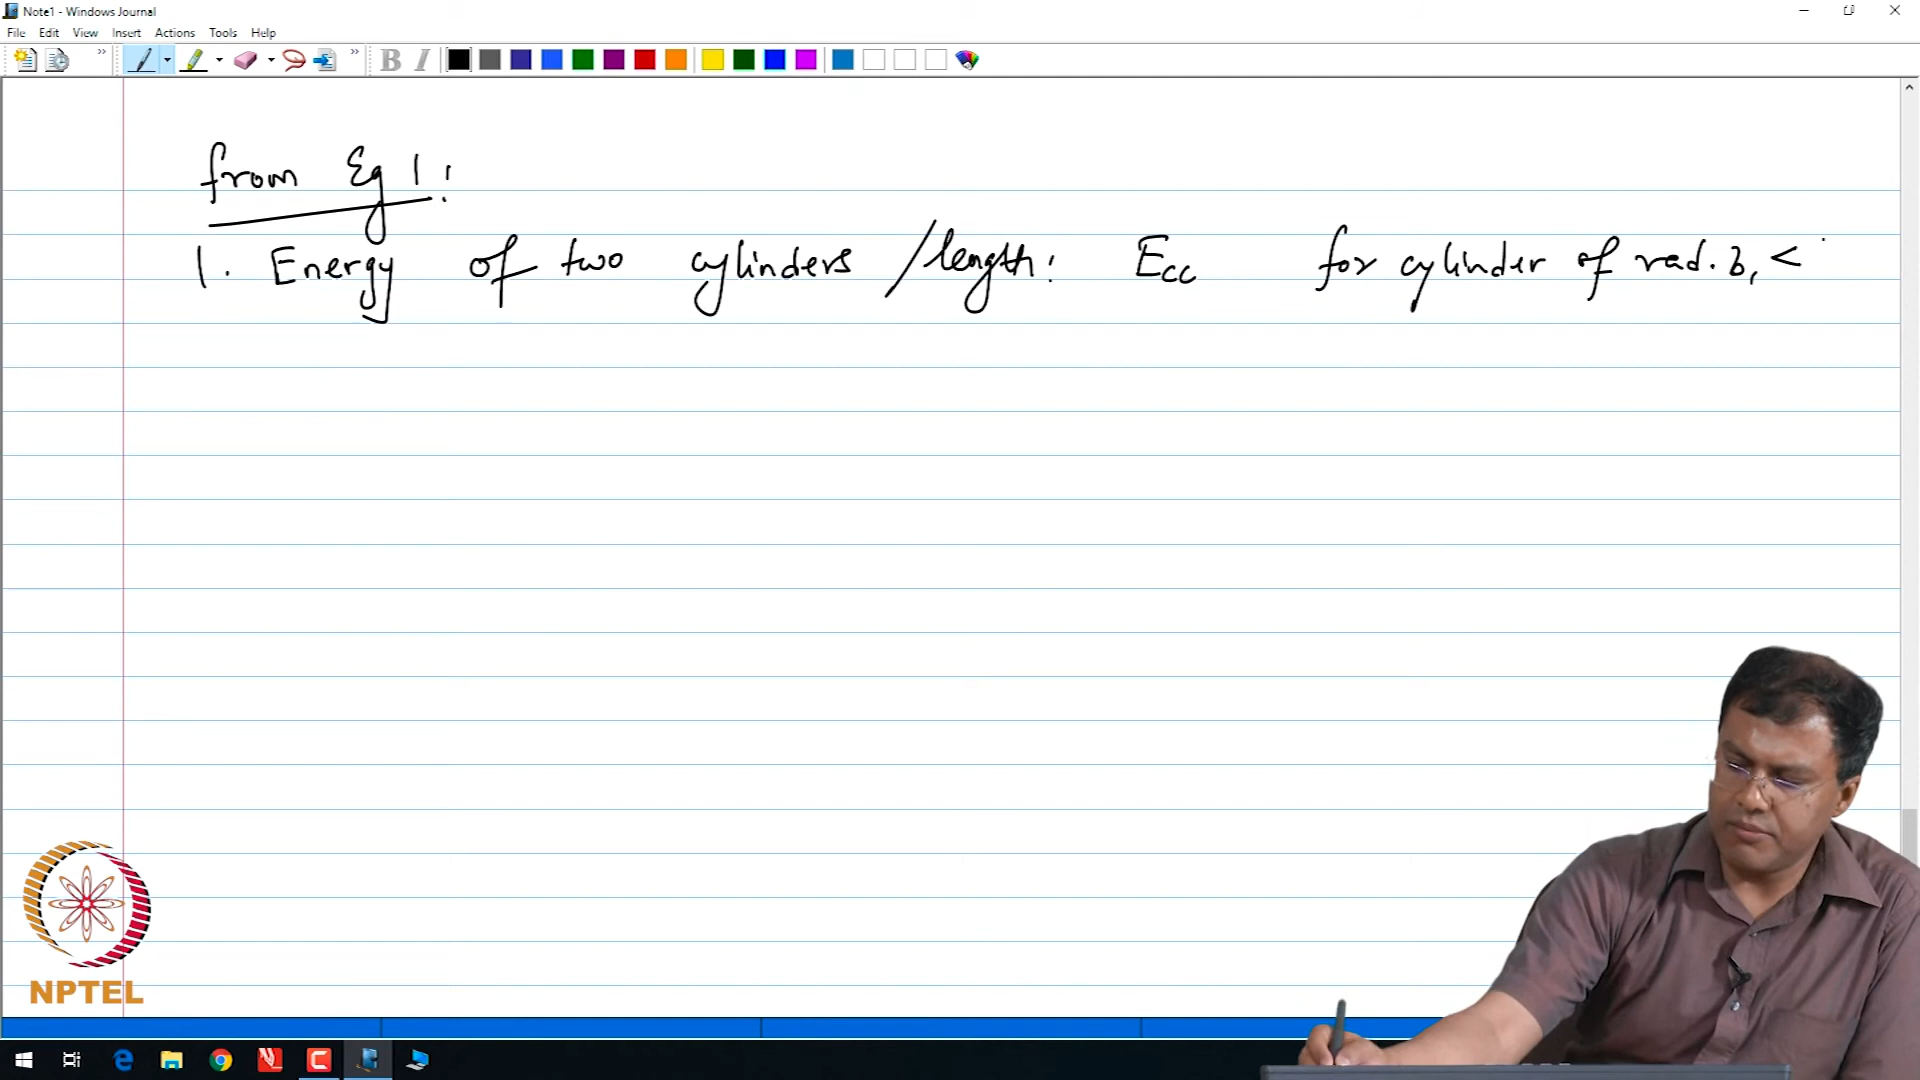 Note1 - Windows Journal
File Edit View Insert Actions Tools Help
B I
from Eg 1:
1. Energy of two cylinders /length: Ecc for cylinder of rad. <
NPTEL